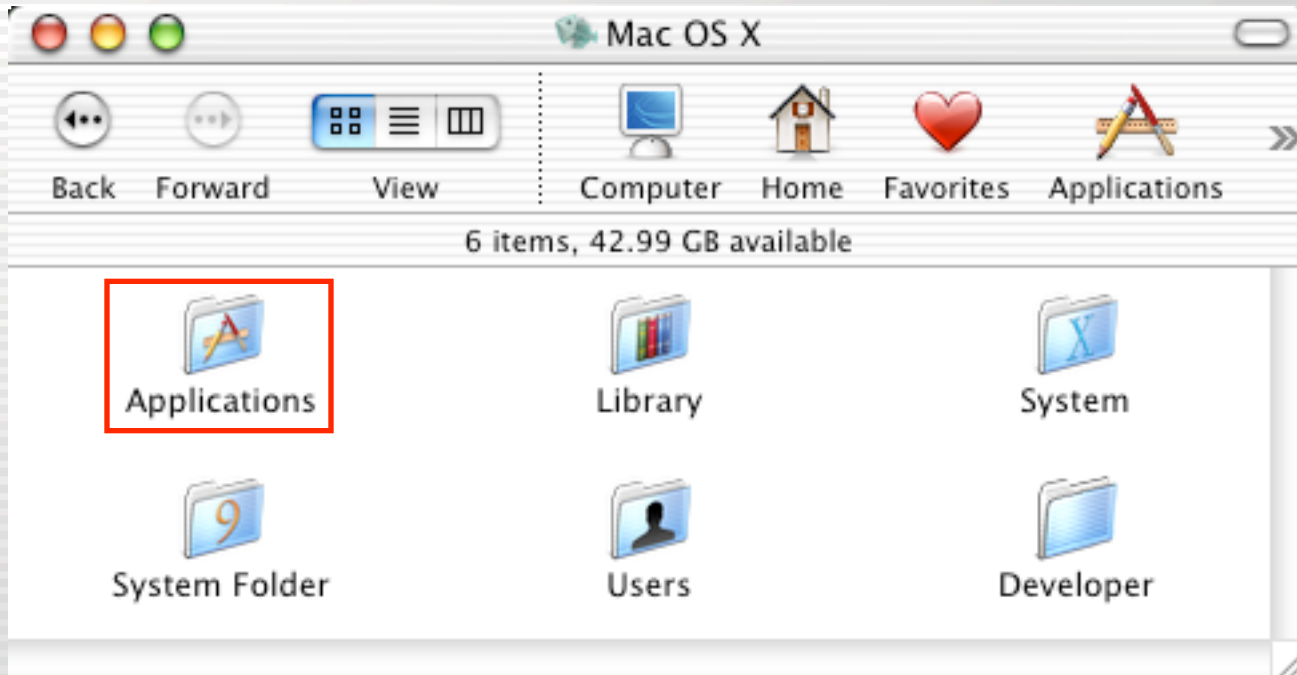 Mac OS X
Back Forward View Computer Home Favorites Applications
6 items, 42.99 GB available
Applications Library System
9 X
System Folder Users Developer